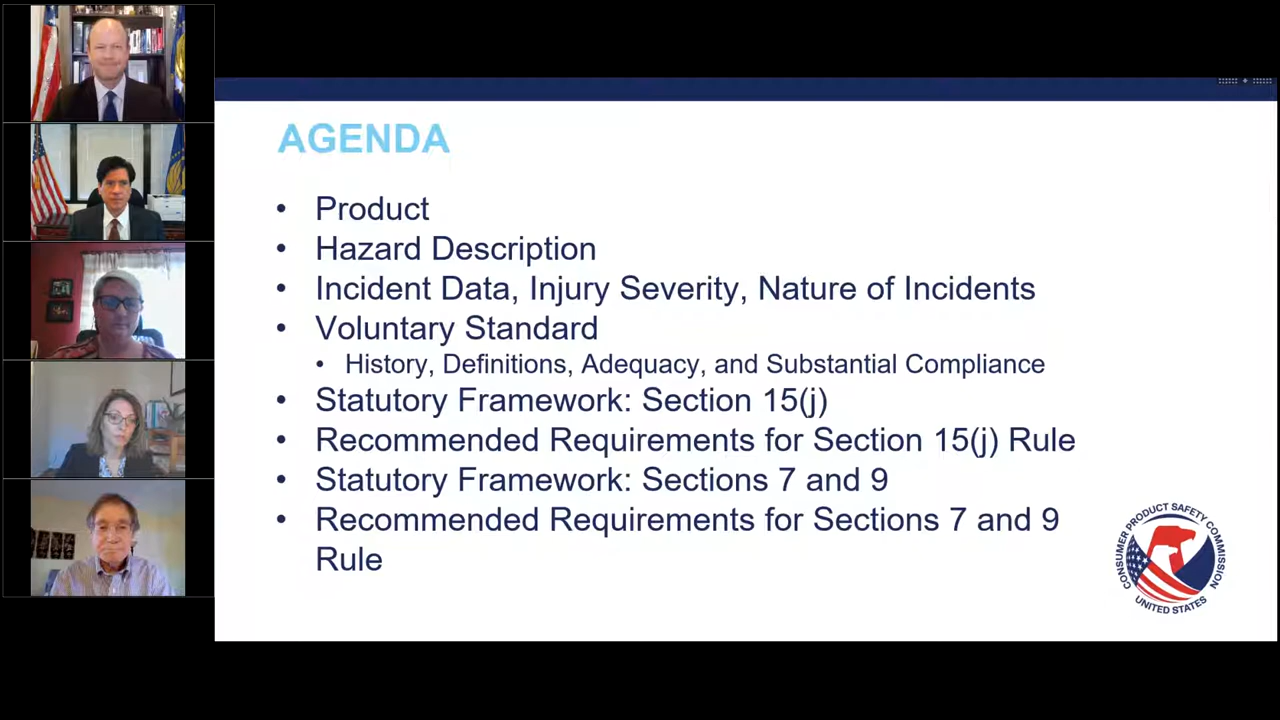 AGENDA
• Product
• Hazard Description
• Incident Data, Injury Severity, Nature of Incidents
• Voluntary Standard
• History, Definitions, Adequacy, and Substantial Compliance
• Statutory Framework: Section 15(j)
• Recommended Requirements for Section 15(j) Rule
• Statutory Framework: Sections 7 and 9
• Recommended Requirements for Sections 7 and 9
Rule
CONSUMER PRODUCT SAFETY COMMISSION
UNITED STATES